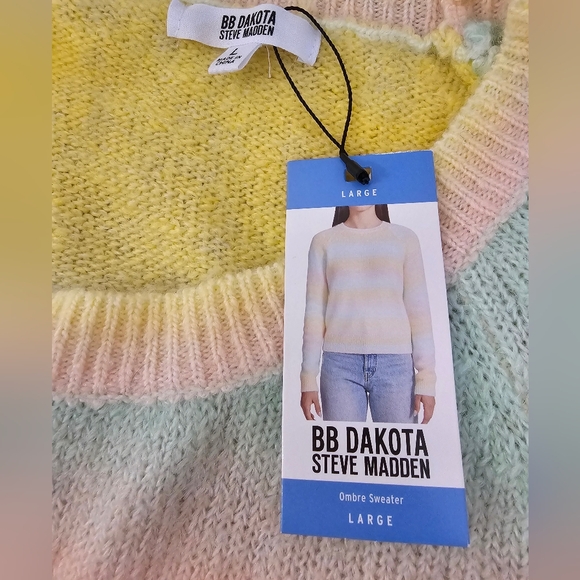 BB DAKOTA
STEVE MADDEN
L
MADE IN
CHINA
LARGE
BB DAKOTA
STEVE MADDEN
Ombre Sweater
LARGE